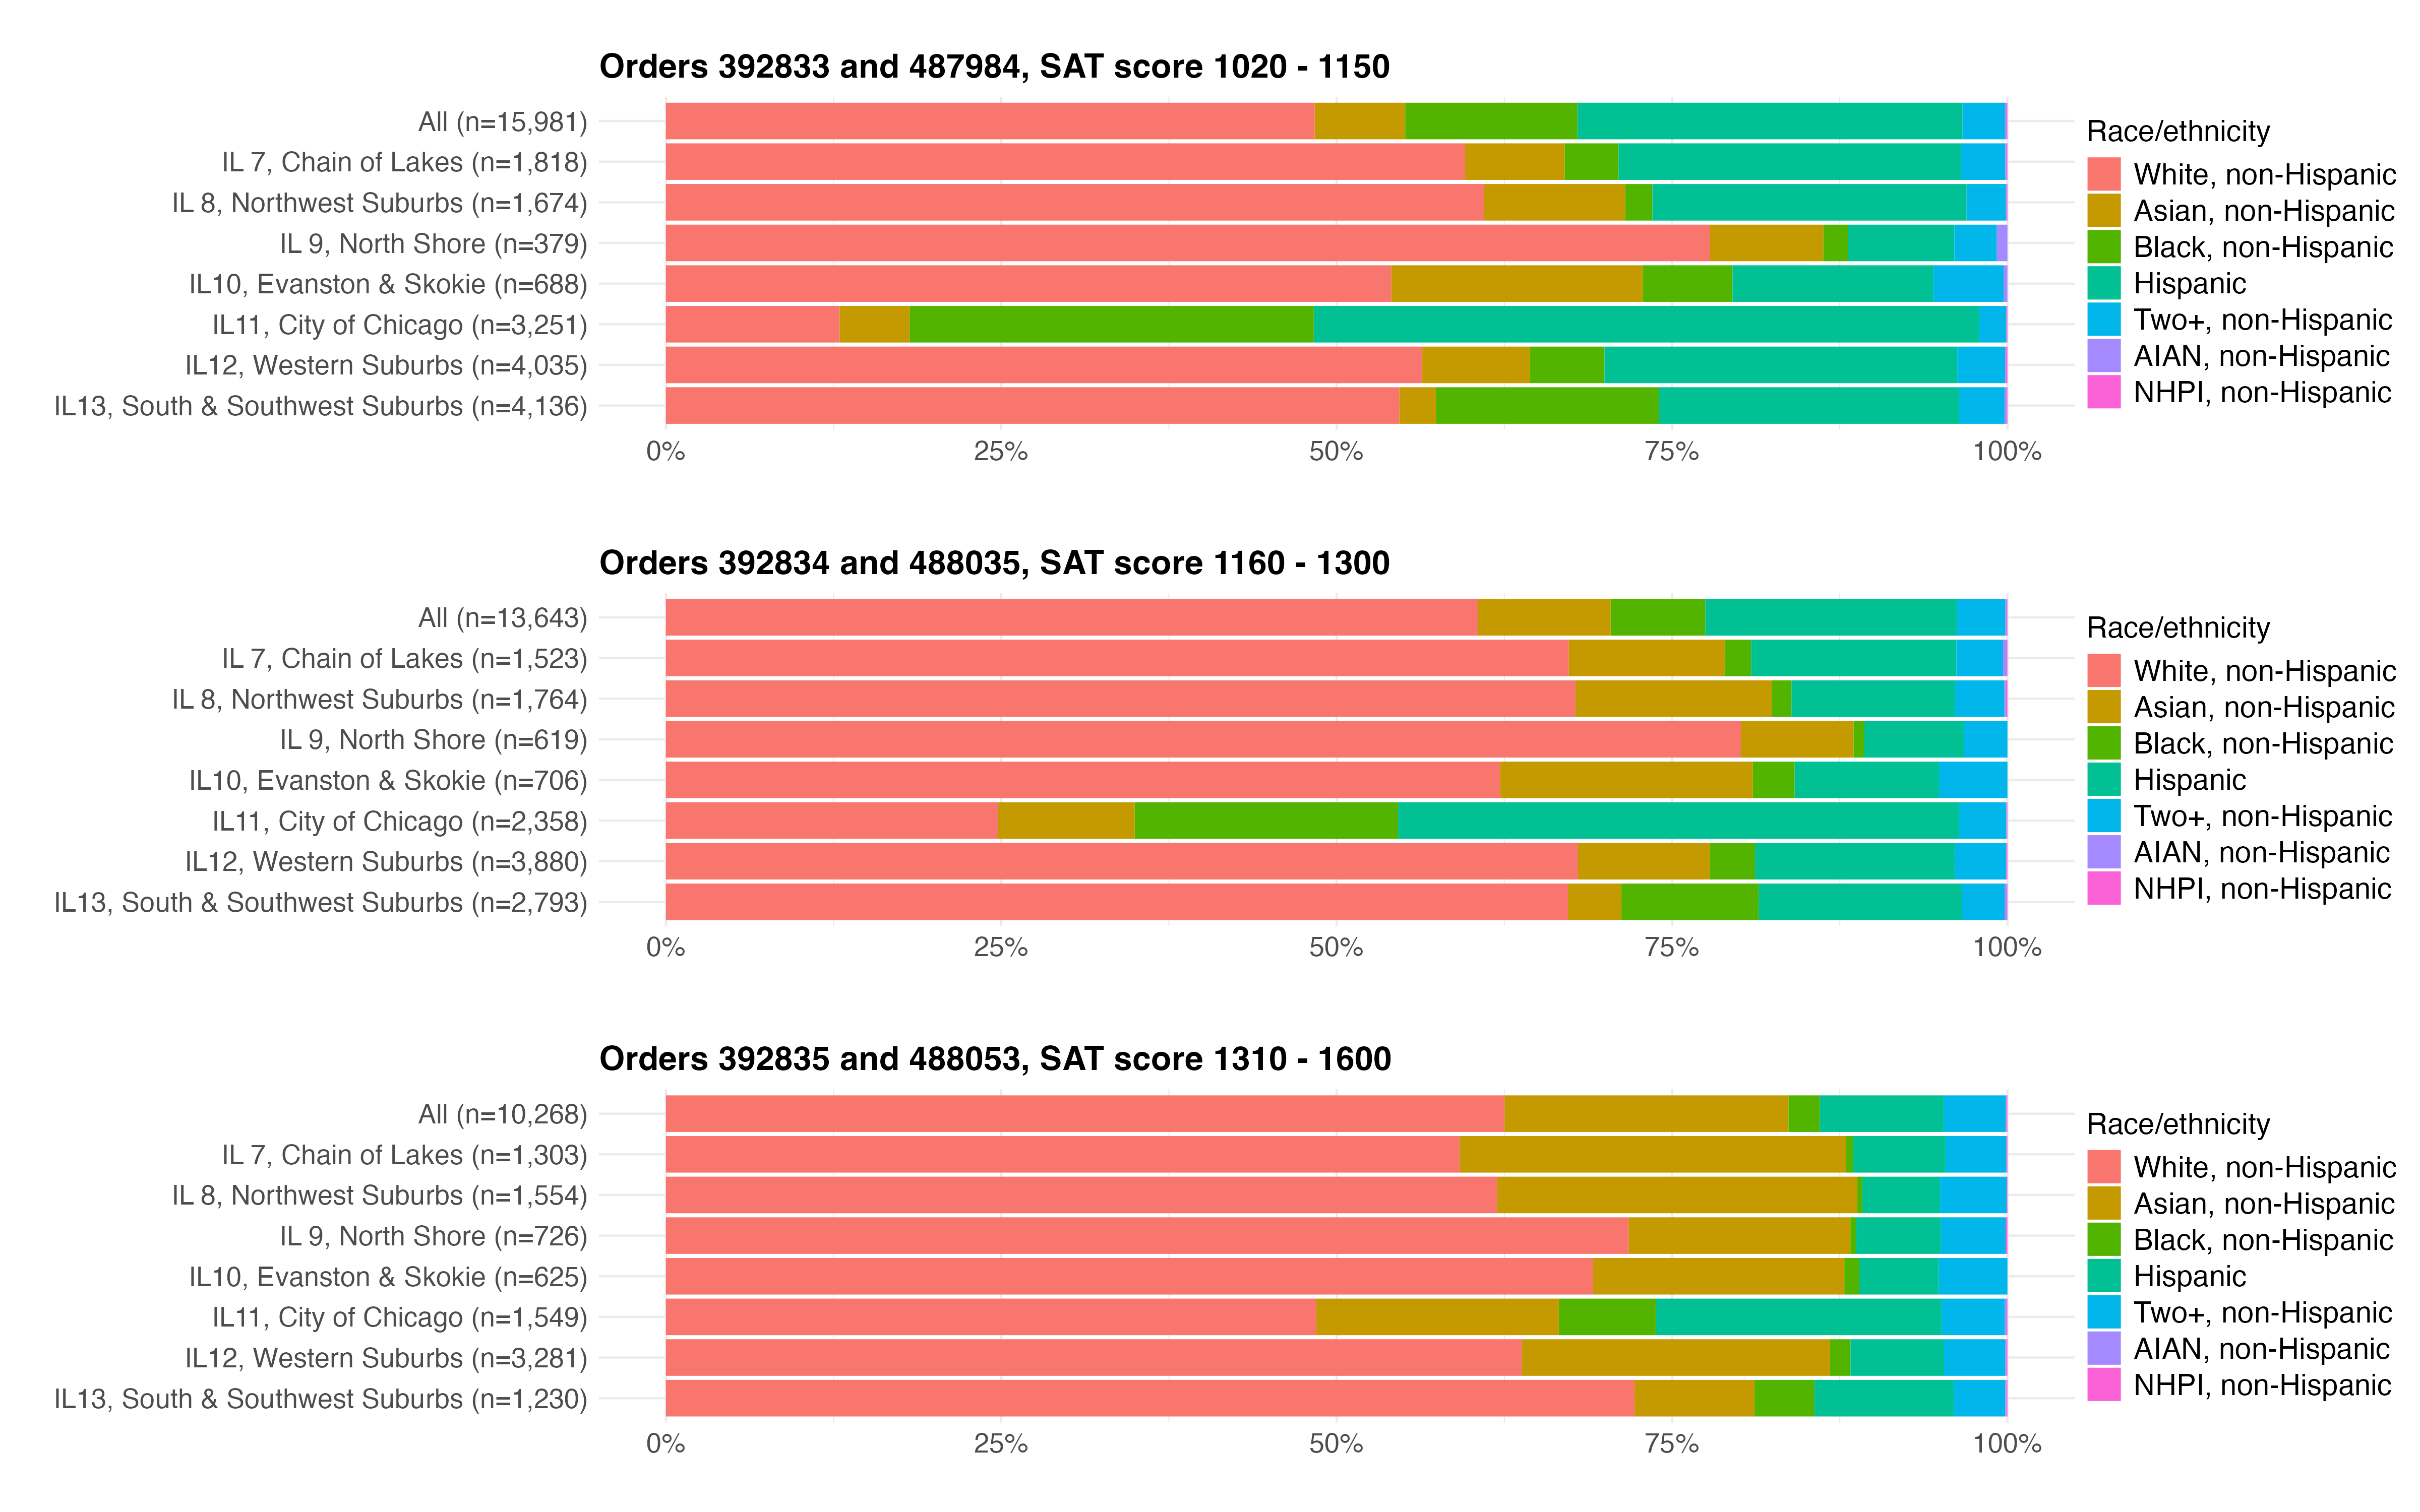 Orders 392833 and 487984, SAT score 1020 - 1150
All (n=15,981)
IL 7, Chain of Lakes (n=1,818)
IL 8, Northwest Suburbs (n=1,674)
IL 9, North Shore (n=379)
IL10, Evanston & Skokie (n=688)
IL11, City of Chicago (n=3,251)
IL12, Western Suburbs (n=4,035)
IL13, South & Southwest Suburbs (n=4,136)
0% 25% 50% 75% 100%
Race/ethnicity
White, non-Hispanic
Asian, non-Hispanic
Black, non-Hispanic
Hispanic
Two+, non-Hispanic
AIAN, non-Hispanic
NHPI, non-Hispanic
Orders 392834 and 488035, SAT score 1160 - 1300
All (n=13,643)
IL 7, Chain of Lakes (n=1,523)
IL 8, Northwest Suburbs (n=1,764)
IL 9, North Shore (n=619)
IL10, Evanston & Skokie (n=706)
IL11, City of Chicago (n=2,358)
IL12, Western Suburbs (n=3,880)
IL13, South & Southwest Suburbs (n=2,793)
0% 25% 50% 75% 100%
Race/ethnicity
White, non-Hispanic
Asian, non-Hispanic
Black, non-Hispanic
Hispanic
Two+, non-Hispanic
AIAN, non-Hispanic
NHPI, non-Hispanic
Orders 392835 and 488053, SAT score 1310 - 1600
All (n=10,268)
IL 7, Chain of Lakes (n=1,303)
IL 8, Northwest Suburbs (n=1,554)
IL 9, North Shore (n=726)
IL10, Evanston & Skokie (n=625)
IL11, City of Chicago (n=1,549)
IL12, Western Suburbs (n=3,281)
IL13, South & Southwest Suburbs (n=1,230)
0% 25% 50% 75% 100%
Race/ethnicity
White, non-Hispanic
Asian, non-Hispanic
Black, non-Hispanic
Hispanic
Two+, non-Hispanic
AIAN, non-Hispanic
NHPI, non-Hispanic